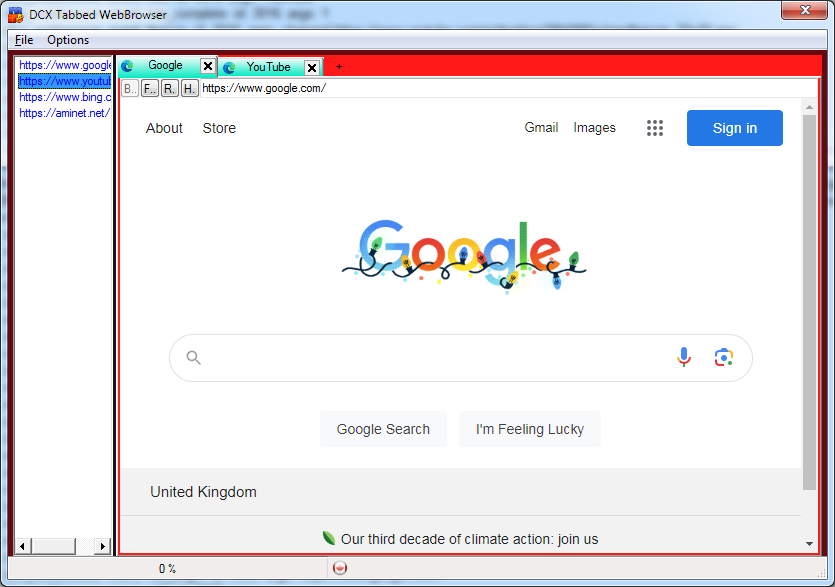 DCX Tabbed WebBrowser
File Options
https://www.google
https://www.youtub
https://www.bing.c
https://aminet.net/
Google YouTube +
B.. F.. R.. H. https://www.google.com/
About Store Gmail Images Sign in
Google
Google Search I'm Feeling Lucky
United Kingdom
Our third decade of climate action: join us
0 %